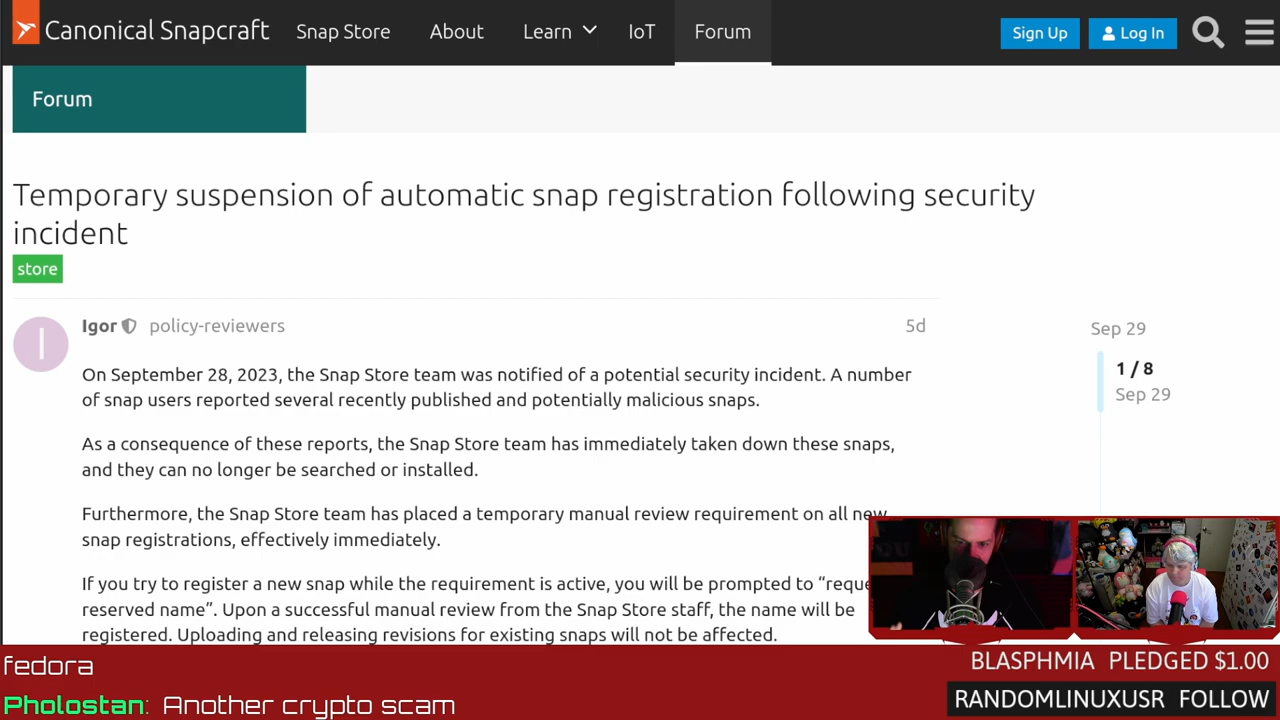 Canonical Snapcraft Snap Store About Learn IoT Forum Sign Up Log In
Forum
Temporary suspension of automatic snap registration following security
incident
store
I
Igor policy-reviewers 5d
Sep 29
On September 28, 2023, the Snap Store team was notified of a potential security incident. A number
of snap users reported several recently published and potentially malicious snaps.
1 / 8
Sep 29
As a consequence of these reports, the Snap Store team has immediately taken down these snaps,
and they can no longer be searched or installed.
Furthermore, the Snap Store team has placed a temporary manual review requirement on all new
snap registrations, effectively immediately.
If you try to register a new snap while the requirement is active, you will be prompted to “reque
reserved name”. Upon a successful manual review from the Snap Store staff, the name will be
registered. Uploading and releasing revisions for existing snaps will not be affected.
fedora
Pholostan: Another crypto scam
BLASPHMIA PLEDGED $1.00
RANDOMLINUXUSR FOLLOW